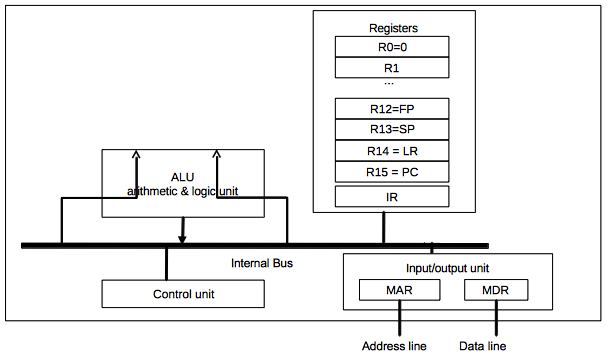 Registers
R0=0
R1
...
R12=FP
R13=SP
R14 = LR
R15 = PC
IR
ALU
arithmetic & logic unit
Internal Bus
Control unit
Input/output unit
MAR
MDR
Address line
Data line